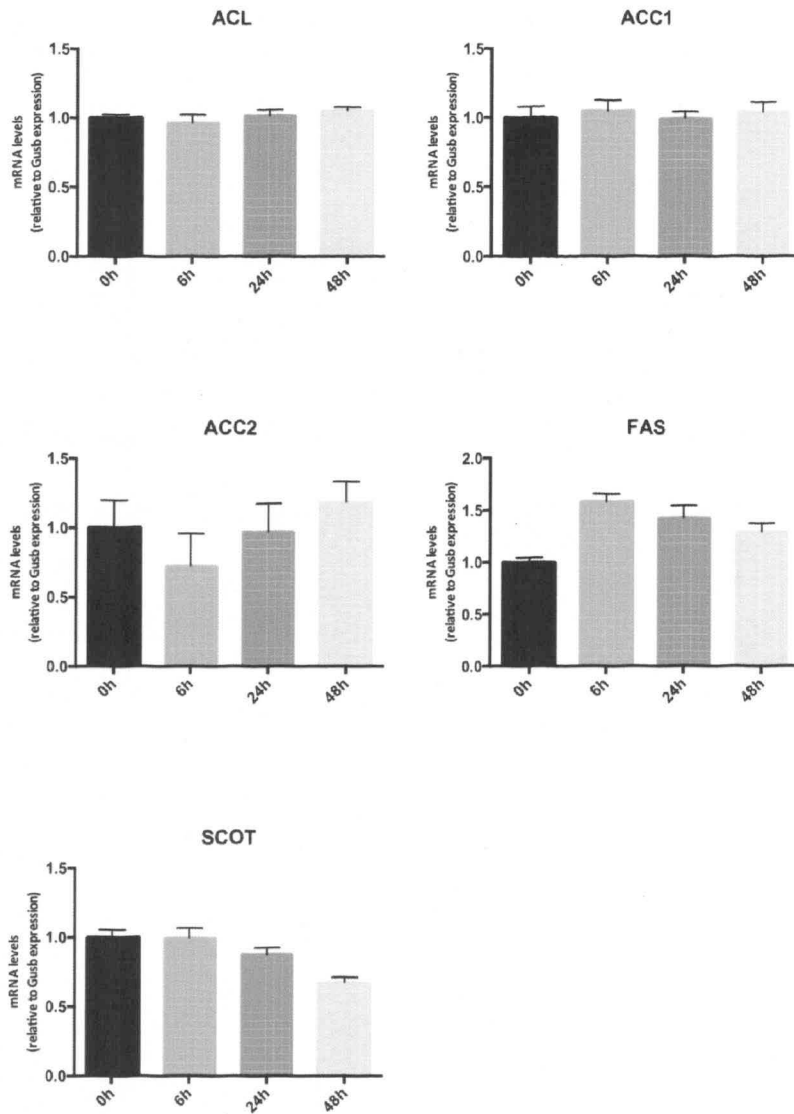 ACL
mRNA levels
(relative to Gusb expression)
1.5
1.0
0.5
0.0
0h
6h
24h
48h
ACC1
mRNA levels
(relative to Gusb expression)
1.5
1.0
0.5
0.0
0h
6h
24h
48h
ACC2
mRNA levels
(relative to Gusb expression)
1.5
1.0
0.5
0.0
0h
6h
24h
48h
FAS
mRNA levels
(relative to Gusb expression)
2.0
1.5
1.0
0.5
0.0
0h
6h
24h
48h
SCOT
mRNA levels
(relative to Gusb expression)
1.5
1.0
0.5
0.0
0h
6h
24h
48h